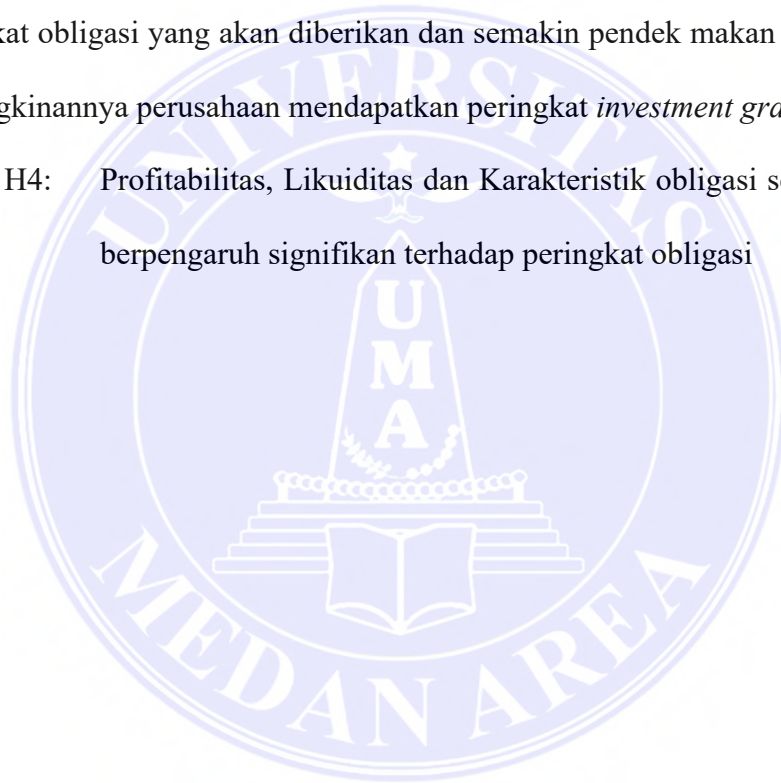 kat obligasi yang akan diberikan dan semakin pendek makan
gkinannya perusahaan mendapatkan peringkat investment gra
H4: Profitabilitas, Likuiditas dan Karakteristik obligasi se
berpengaruh signifikan terhadap peringkat obligasi
UNIVERSITAS
U
M
A
MEDAN AREA